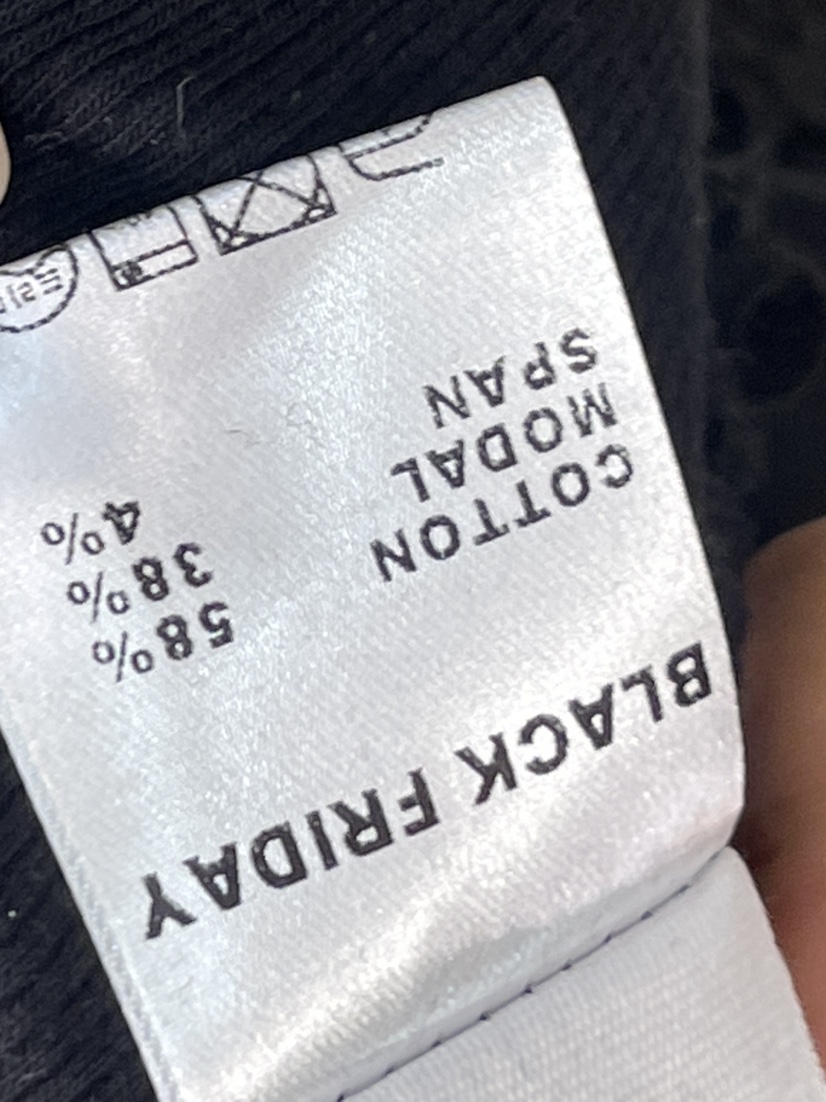 BLACK FRIDAY
COTTON 58%
MODAL 38%
SPAN 4%